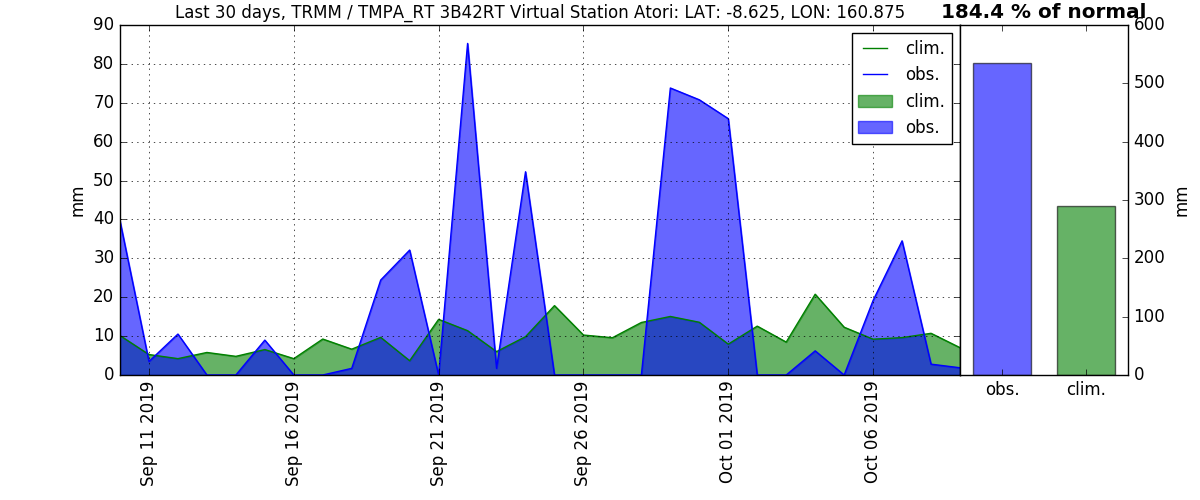 Last 30 days, TRMM / TMPA_RT 3B42RT Virtual Station Atori: LAT: -8.625, LON: 160.875
184.4 % of normal
90
80
70
60
50
40
30
20
10
0
mm
clim.
obs.
clim.
obs.
600
500
400
300
200
100
0
mm
Sep 11 2019
Sep 16 2019
Sep 21 2019
Sep 26 2019
Oct 01 2019
Oct 06 2019
obs.
clim.